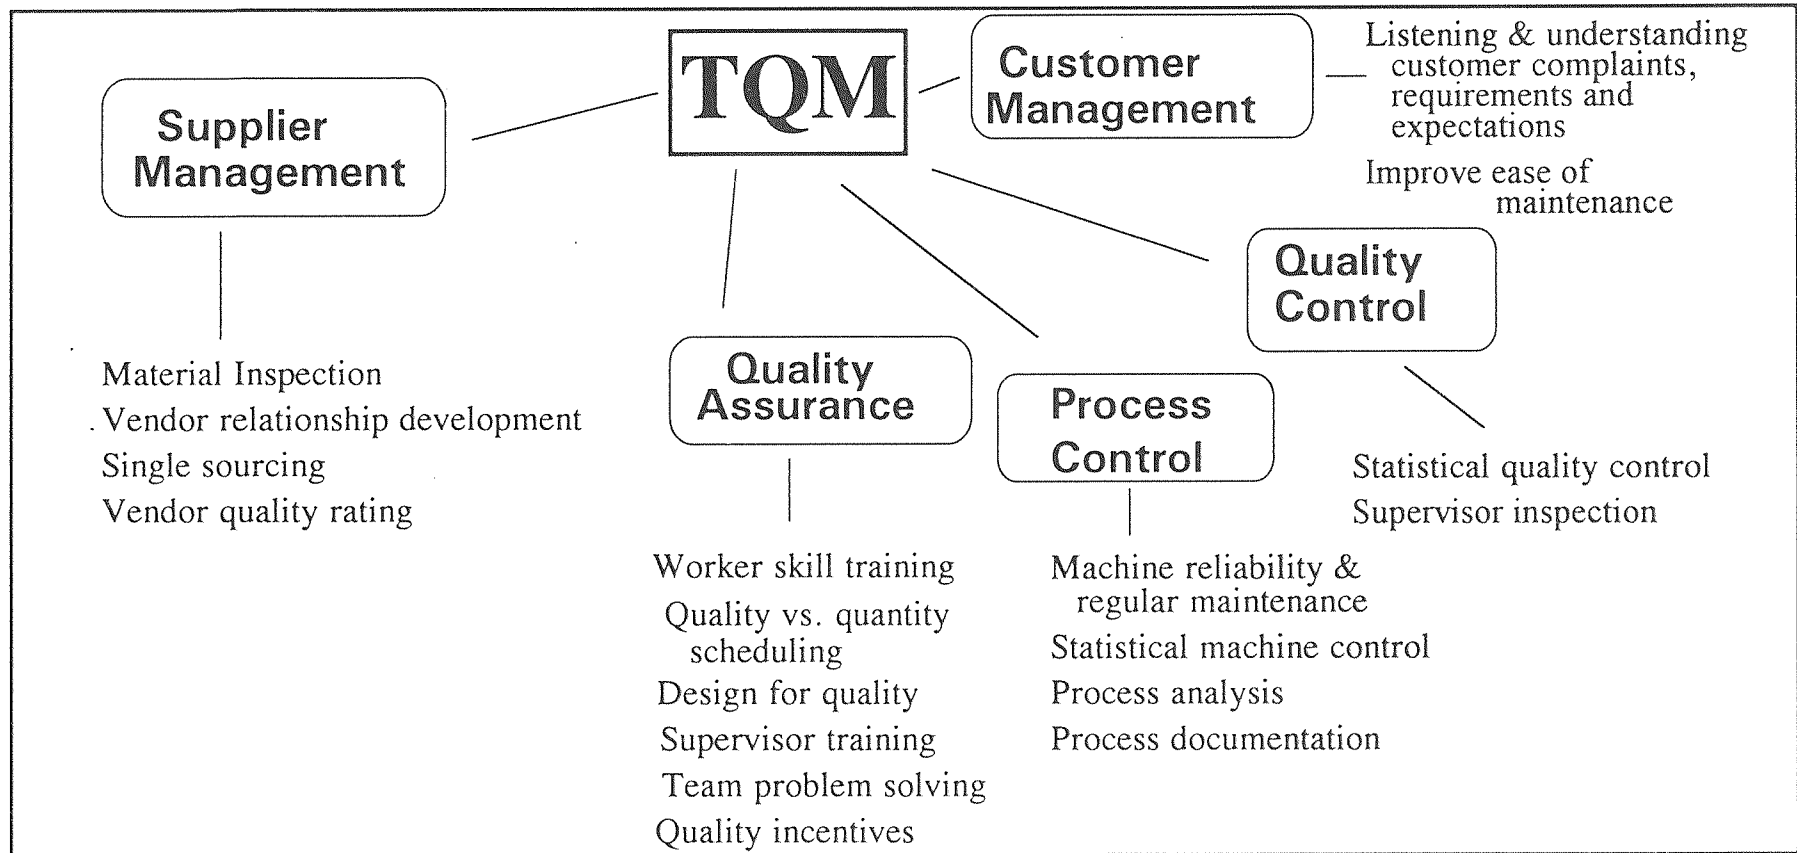 TQM
Supplier
Management
Material Inspection
Vendor relationship development
Single sourcing
Vendor quality rating
Customer
Management
Listening & understanding
customer complaints,
requirements and
expectations
Improve ease of
maintenance
Quality
Assurance
Worker skill training
Quality vs. quantity
scheduling
Design for quality
Supervisor training
Team problem solving
Quality incentives
Process
Control
Machine reliability &
regular maintenance
Statistical machine control
Process analysis
Process documentation
Quality
Control
Statistical quality control
Supervisor inspection